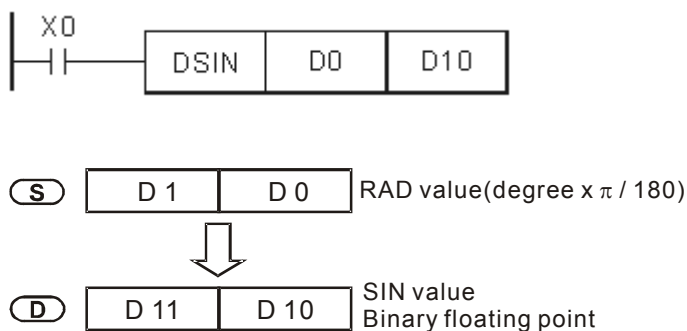 X0
DSIN D0 D10
S D 1 D 0 RAD value(degree x π / 180)
D D 11 D 10 SIN value
Binary floating point